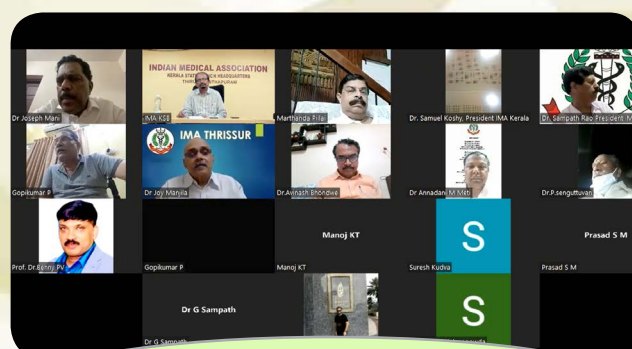 Dr Joseph Mani
INDIAN MEDICAL ASSOCIATION
IMA KSB
Marthanda Pillai
Dr. Samuel Koshy, President IMA Kerala
Dr. Sampath Rao President
Gopikumar P
IMA THRISSUR
Dr Joy Manjila
Dr.Avinash Bhondwe
Dr Annadani M Meti
Dr.P.senguttuvan
Prof. Dr.Benny PV
Gopikumar P
Manoj KT
Manoj KT
S
Suresh Kudva
Prasad S M
Prasad S M
Dr G Sampath
Dr G Sampath
S